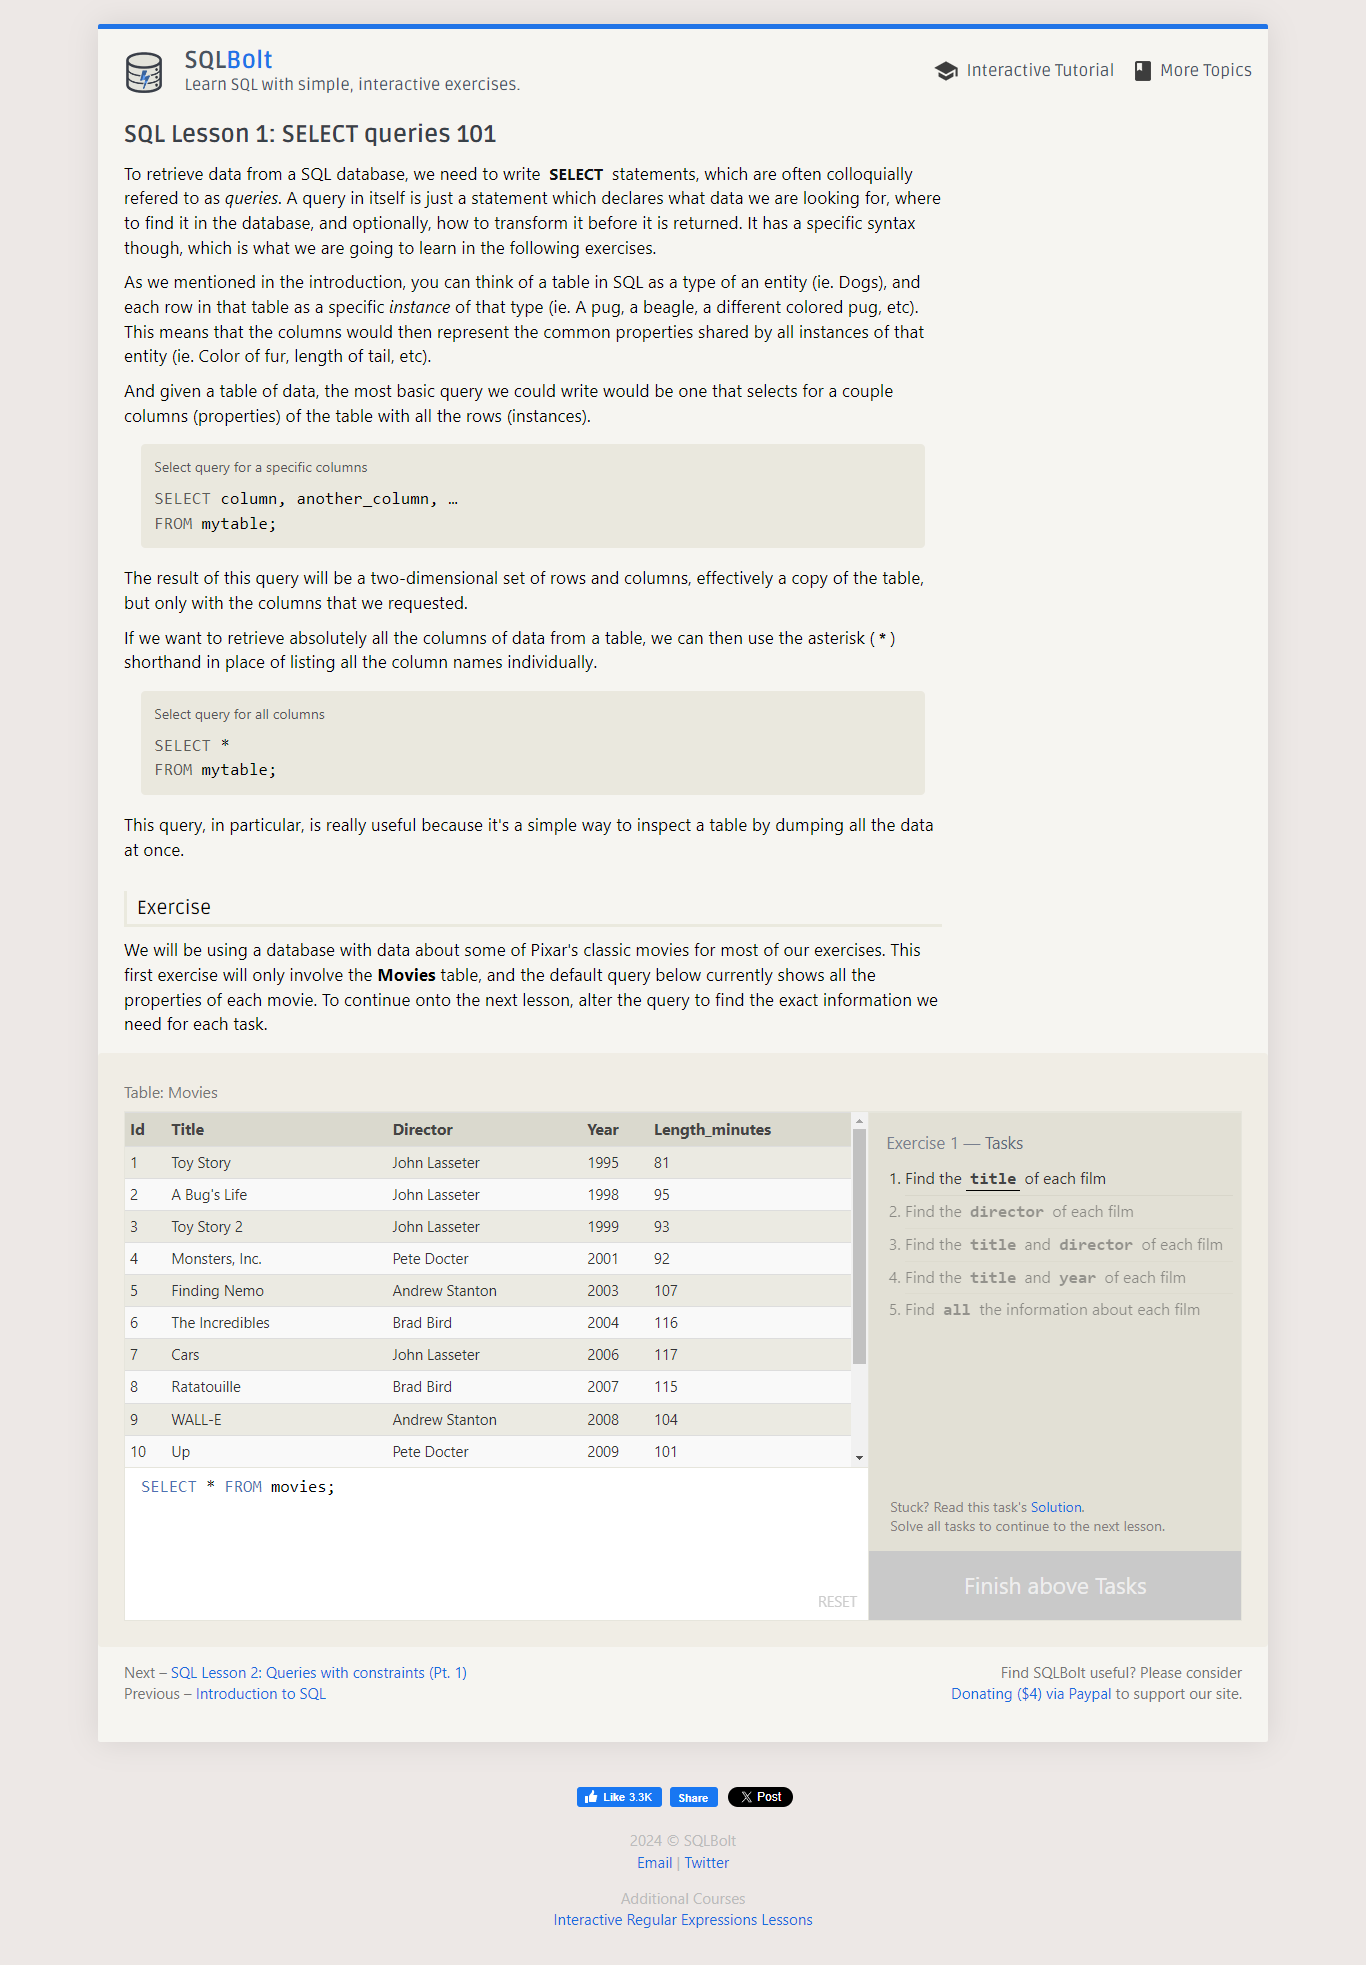 SQLBolt
Learn SQL with simple, interactive exercises.
Interactive Tutorial
More Topics
SQL Lesson 1: SELECT queries 101
To retrieve data from a SQL database, we need to write SELECT statements, which are often colloquially
refered to as queries. A query in itself is just a statement which declares what data we are looking for, where
to find it in the database, and optionally, how to transform it before it is returned. It has a specific syntax
though, which is what we are going to learn in the following exercises.
As we mentioned in the introduction, you can think of a table in SQL as a type of an entity (ie. Dogs), and
each row in that table as a specific instance of that type (ie. A pug, a beagle, a different colored pug, etc).
This means that the columns would then represent the common properties shared by all instances of that
entity (ie. Color of fur, length of tail, etc).
And given a table of data, the most basic query we could write would be one that selects for a couple
columns (properties) of the table with all the rows (instances).
Select query for a specific columns
SELECT column, another_column, …
FROM mytable;
The result of this query will be a two-dimensional set of rows and columns, effectively a copy of the table,
but only with the columns that we requested.
If we want to retrieve absolutely all the columns of data from a table, we can then use the asterisk (*)
shorthand in place of listing all the column names individually.
Select query for all columns
SELECT *
FROM mytable;
This query, in particular, is really useful because it's a simple way to inspect a table by dumping all the data
at once.
Exercise
We will be using a database with data about some of Pixar's classic movies for most of our exercises. This
first exercise will only involve the Movies table, and the default query below currently shows all the
properties of each movie. To continue onto the next lesson, alter the query to find the exact information we
need for each task.
Table: Movies
Id Title Director Year Length_minutes
1 Toy Story John Lasseter 1995 81
2 A Bug's Life John Lasseter 1998 95
3 Toy Story 2 John Lasseter 1999 93
4 Monsters, Inc. Pete Docter 2001 92
5 Finding Nemo Andrew Stanton 2003 107
6 The Incredibles Brad Bird 2004 116
7 Cars John Lasseter 2006 117
8 Ratatouille Brad Bird 2007 115
9 WALL-E Andrew Stanton 2008 104
10 Up Pete Docter 2009 101
SELECT * FROM movies;
RESET
Exercise 1 — Tasks
1. Find the title of each film
2. Find the director of each film
3. Find the title and director of each film
4. Find the title and year of each film
5. Find all the information about each film
Stuck? Read this task's Solution.
Solve all tasks to continue to the next lesson.
Finish above Tasks
Next – SQL Lesson 2: Queries with constraints (Pt. 1)
Previous – Introduction to SQL
Find SQLBolt useful? Please consider
Donating ($4) via Paypal to support our site.
Like 3.3K
Share
X Post
2024 © SQLBolt
Email | Twitter
Additional Courses
Interactive Regular Expressions Lessons